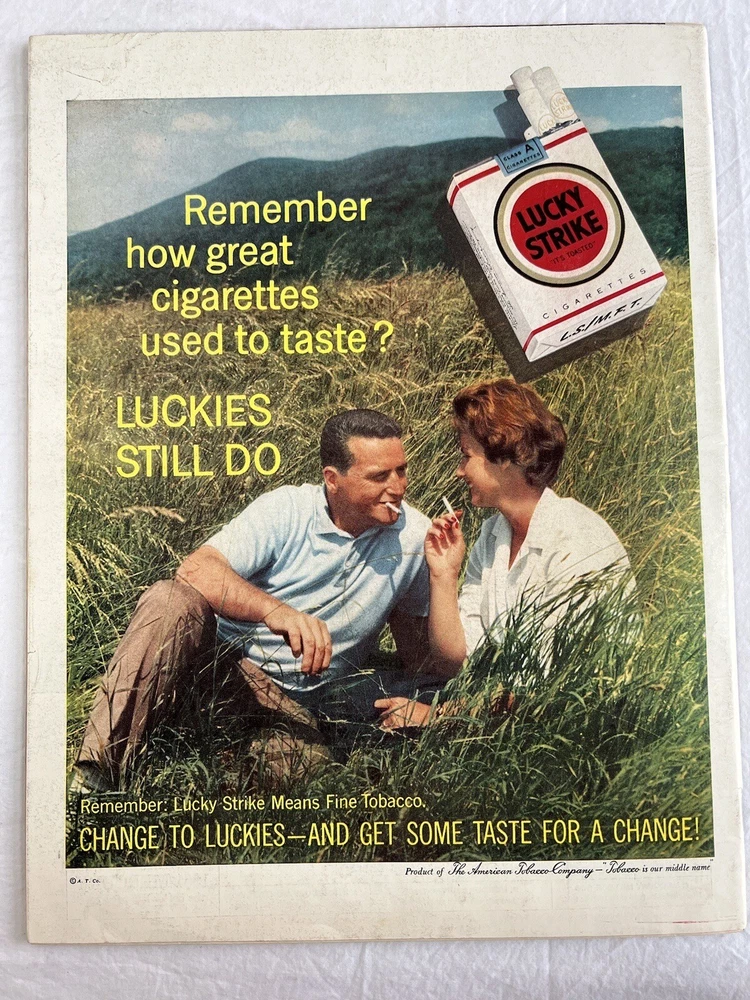 CLASS A
CIGARETTES
LUCKY
STRIKE
"IT'S TOASTED"
CIGARETTES
L.S./M.F.T.
Remember
how great
cigarettes
used to taste?
LUCKIES
STILL DO
Remember: Lucky Strike Means Fine Tobacco.
CHANGE TO LUCKIES—AND GET SOME TASTE FOR A CHANGE!
© A. T. Co.
Product of The American Tobacco Company — "Tobacco is our middle name"